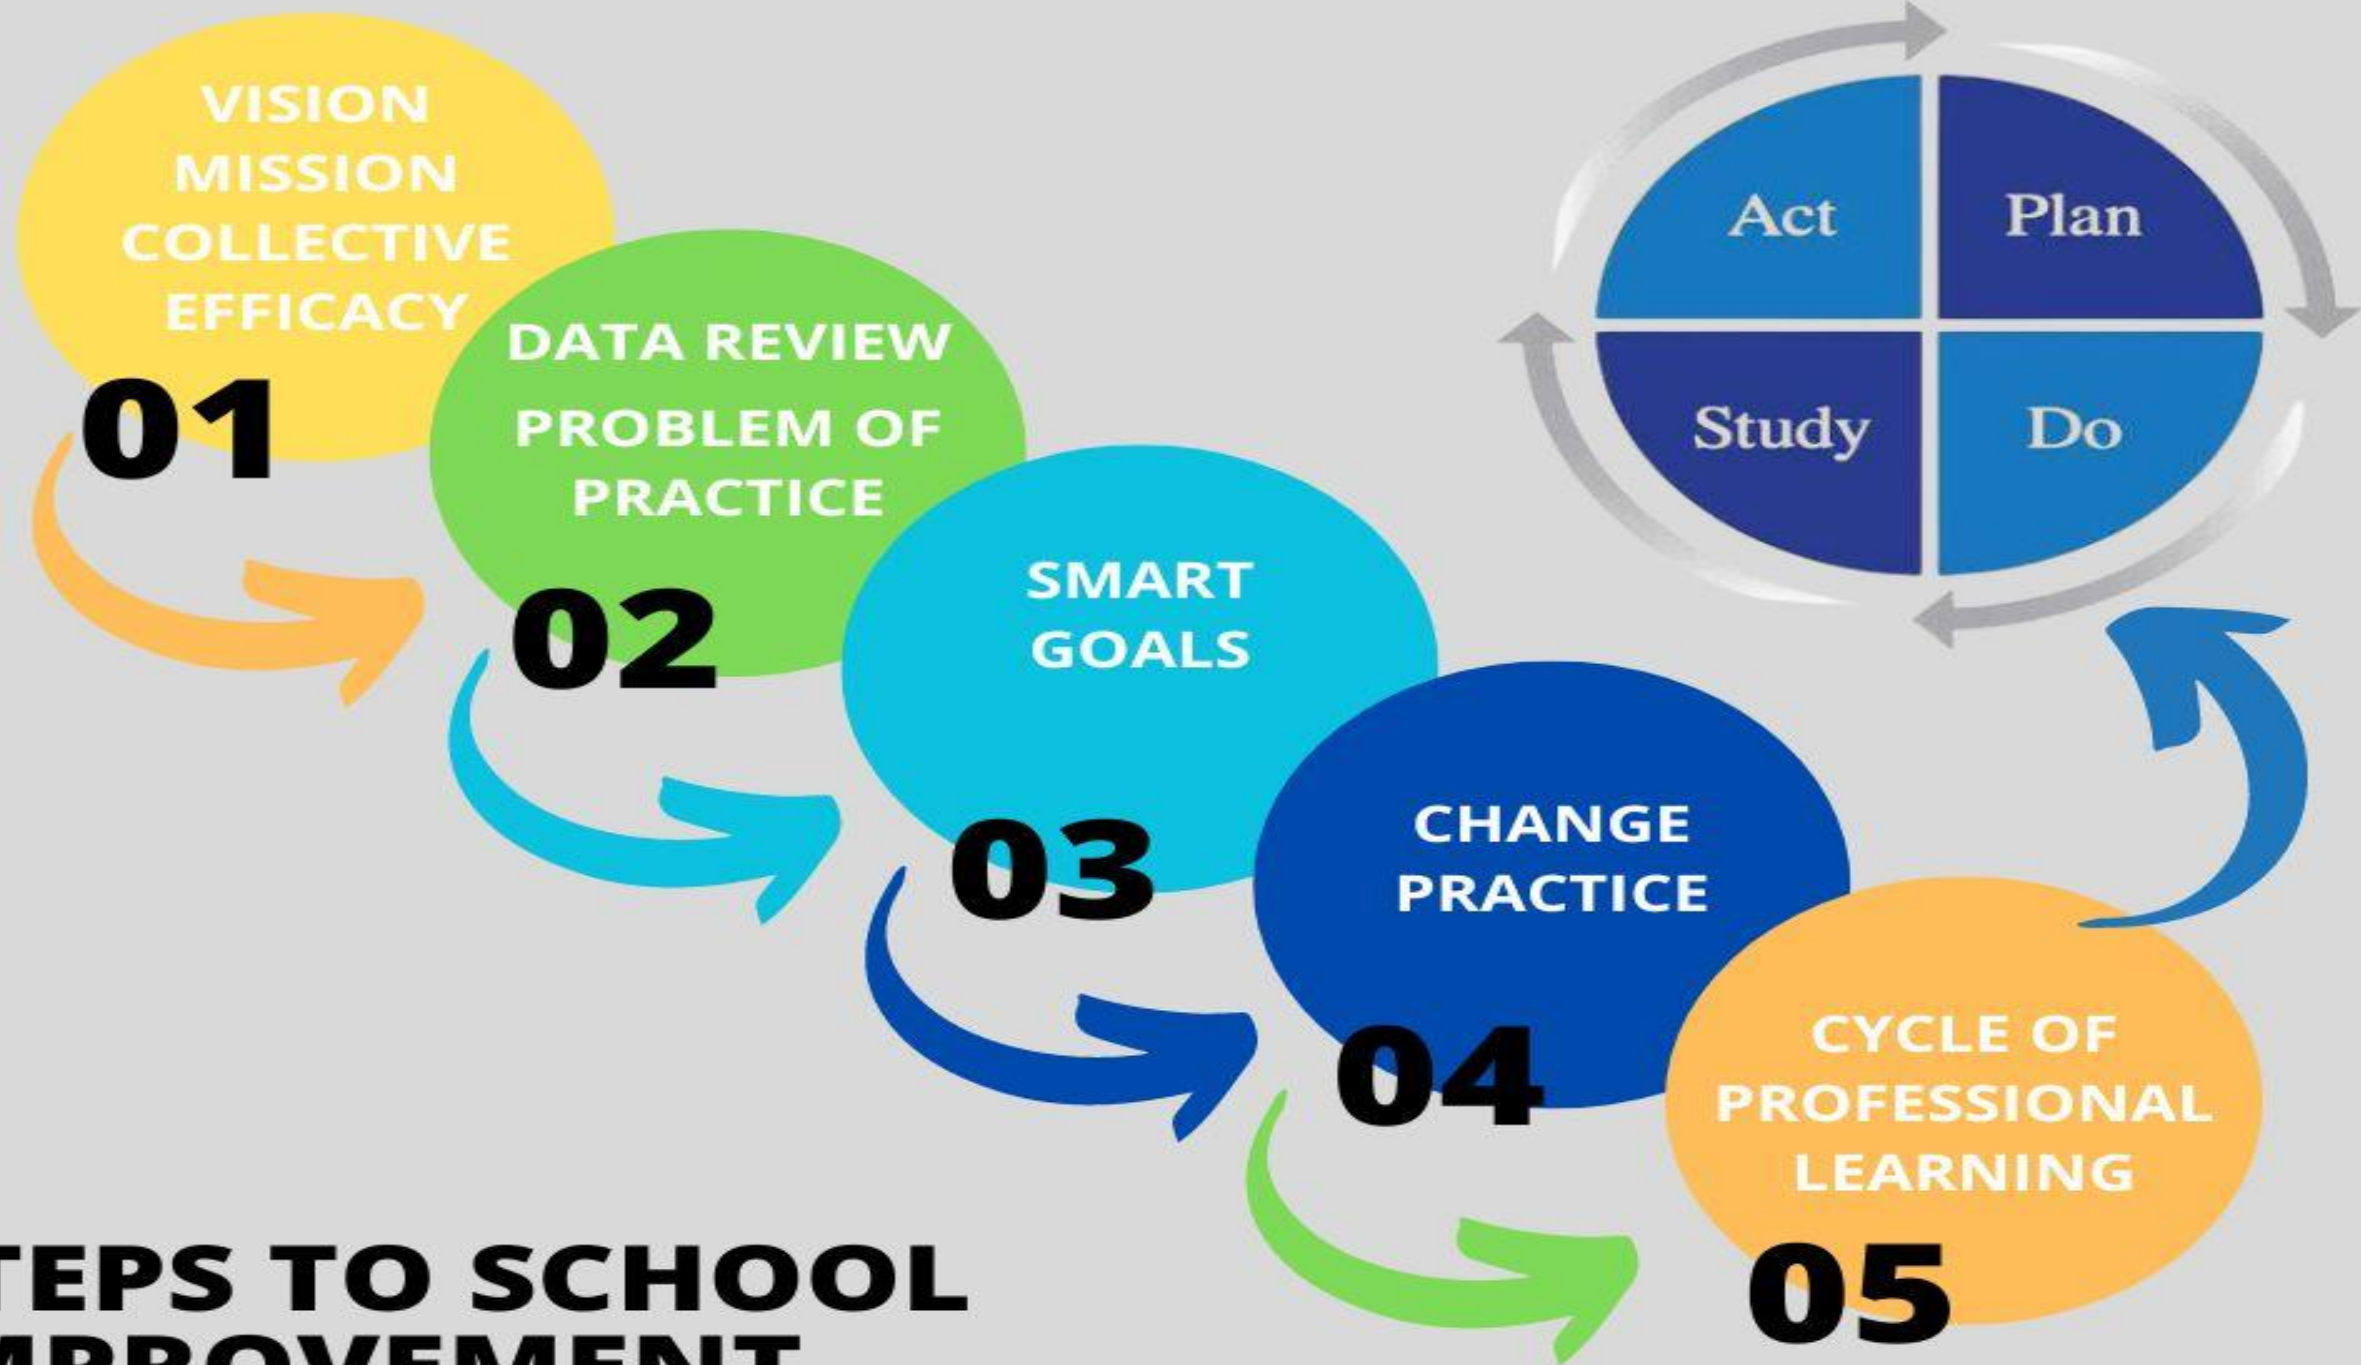 VISION
MISSION
COLLECTIVE
EFFICACY
01
DATA REVIEW
PROBLEM OF
PRACTICE
02
SMART
GOALS
03
CHANGE
PRACTICE
04
CYCLE OF
PROFESSIONAL
LEARNING
05
Act
Plan
Study
Do
TEPS TO SCHOOL
MPROVEMENT